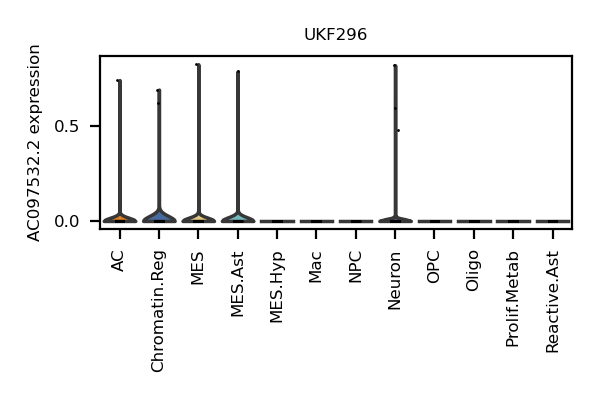 UKF296
AC097532.2 expression
0.5
0.0
AC
Chromatin.Reg
MES
MES.Ast
MES.Hyp
Mac
NPC
Neuron
OPC
Oligo
Prolif.Metab
Reactive.Ast